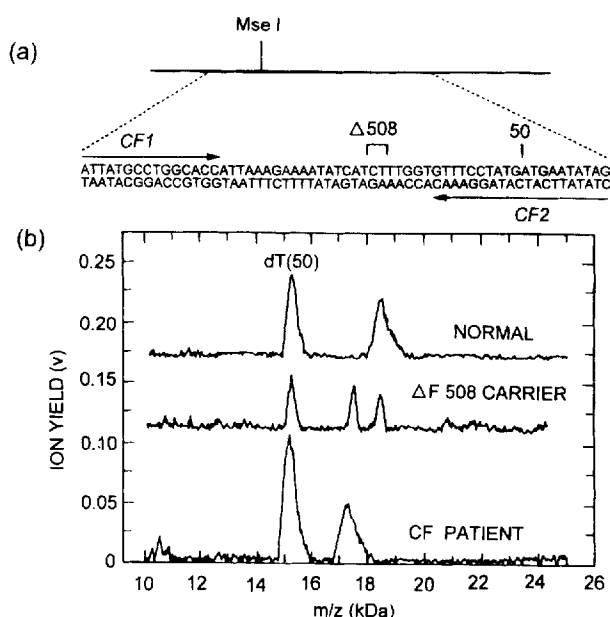 (a)
Mse I
CF1
Δ508
50
ATTATGCCTGGCACCATTAAAGAAAATATCATCTTTGGTGTTTCCTATGATGAATATAG
TAATACGGACCGTGGTAATTTCTTTTATAGTAGAAACCACAAAGGATACTACTTATATC
CF2
(b)
ION YIELD (v)
0.25
0.20
0.15
0.10
0.05
0
dT(50)
NORMAL
ΔF 508 CARRIER
CF PATIENT
10 12 14 16 18 20 22 24 26
m/z (kDa)